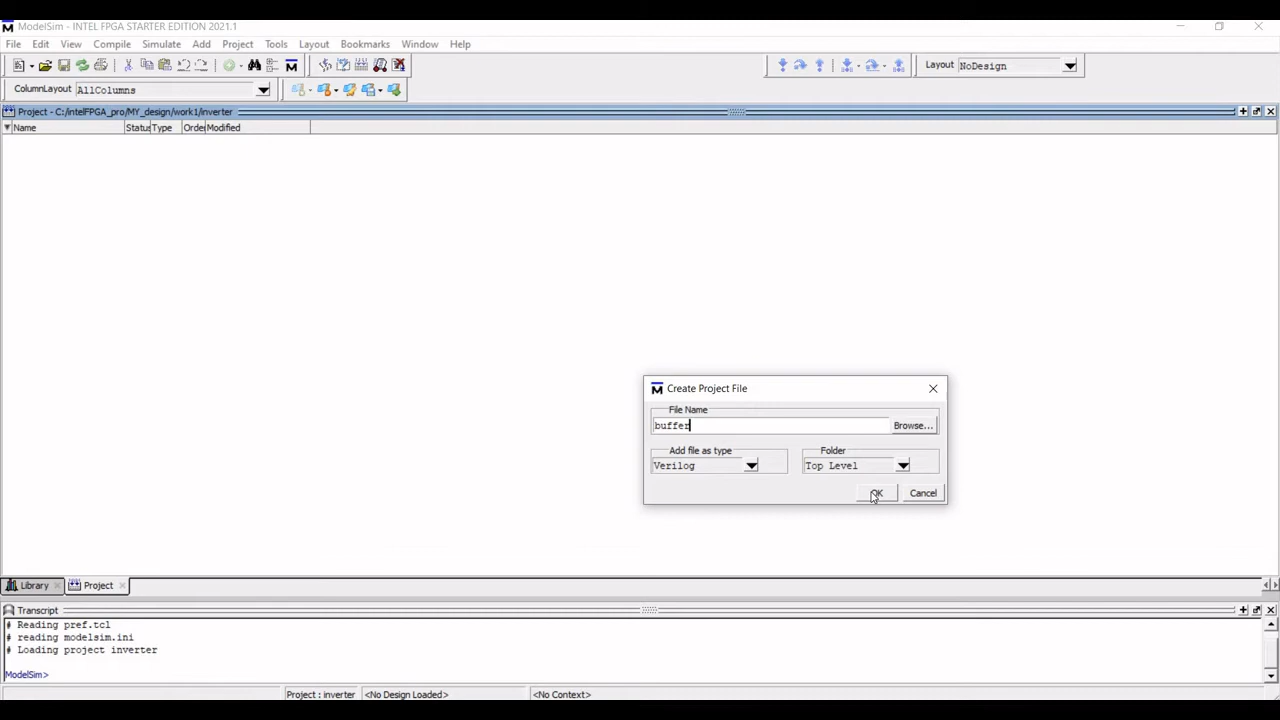 ModelSim - INTEL FPGA STARTER EDITION 2021.1
File Edit View Compile Simulate Add Project Tools Layout Bookmarks Window Help
Layout NoDesign
ColumnLayout AllColumns
Project - C:/intelFPGA_pro/MY_design/work1/inverter
Name Status Type Order Modified
Create Project File
File Name
buffer Browse...
Add file as type Folder
Verilog Top Level
OK Cancel
Library Project
Transcript
# Reading pref.tcl
# reading modelsim.ini
# Loading project inverter
ModelSim>
Project : inverter <No Design Loaded> <No Context>